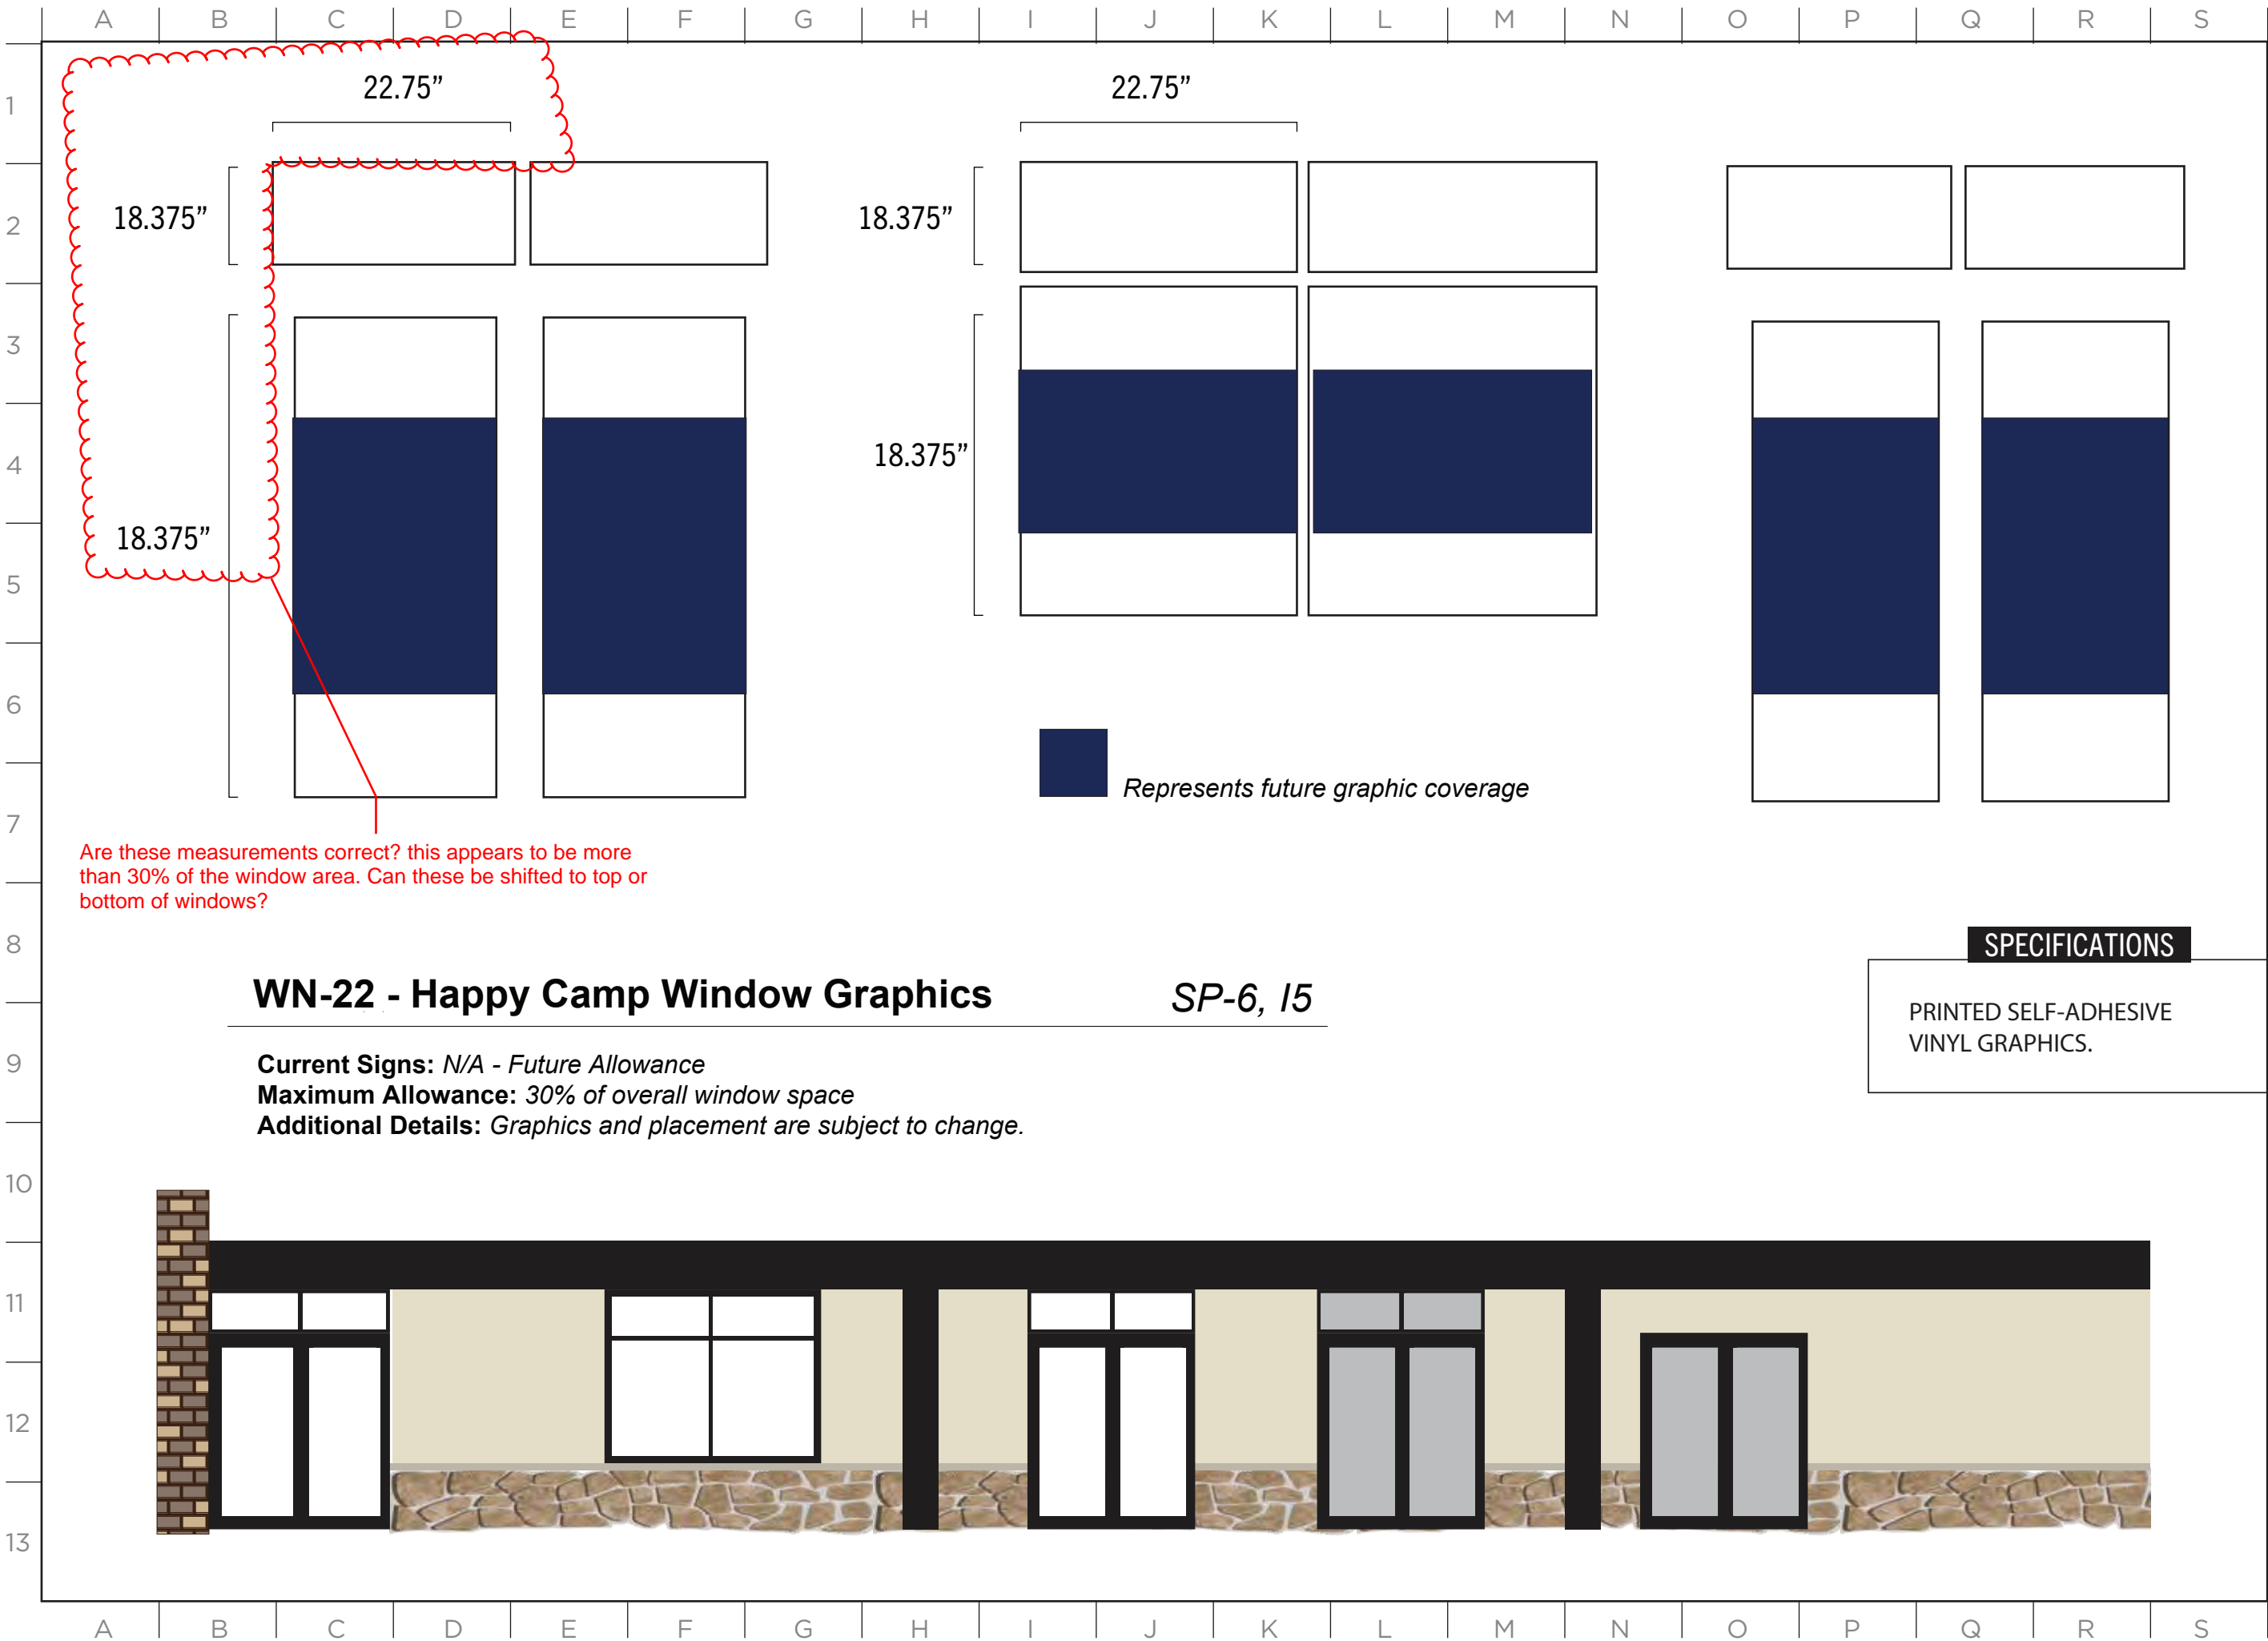 A B C D E F G H I J K L M N O P Q R S
1
22.75”
22.75”
2
18.375”
18.375”
3
4
18.375”
18.375”
5
6
Represents future graphic coverage
7
Are these measurements correct? this appears to be more
than 30% of the window area. Can these be shifted to top or
bottom of windows?
8
SPECIFICATIONS
WN-22 - Happy Camp Window Graphics
SP-6, I5
PRINTED SELF-ADHESIVE
VINYL GRAPHICS.
9
Current Signs: N/A - Future Allowance
Maximum Allowance: 30% of overall window space
Additional Details: Graphics and placement are subject to change.
10
11
12
13
A B C D E F G H I J K L M N O P Q R S